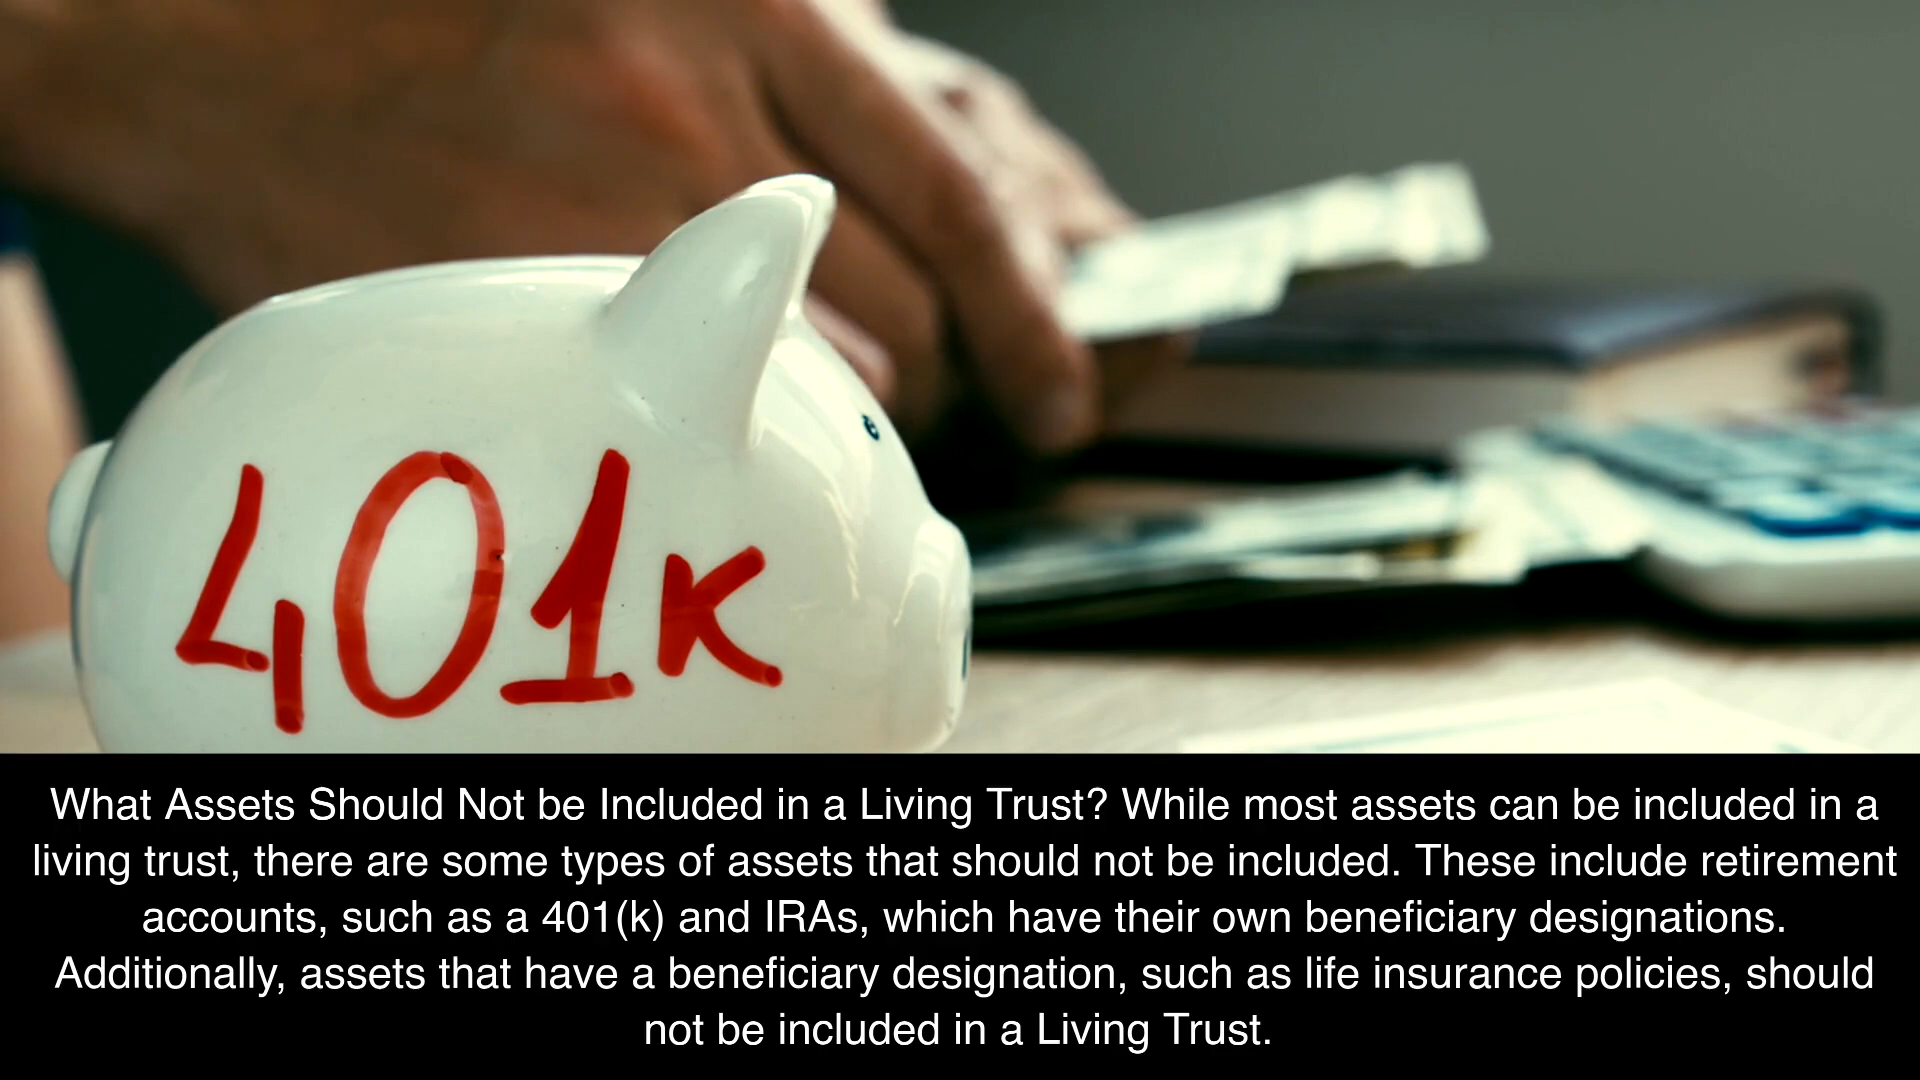 401K
What Assets Should Not be Included in a Living Trust? While most assets can be included in a
living trust, there are some types of assets that should not be included. These include retirement
accounts, such as a 401(k) and IRAs, which have their own beneficiary designations.
Additionally, assets that have a beneficiary designation, such as life insurance policies, should
not be included in a Living Trust.